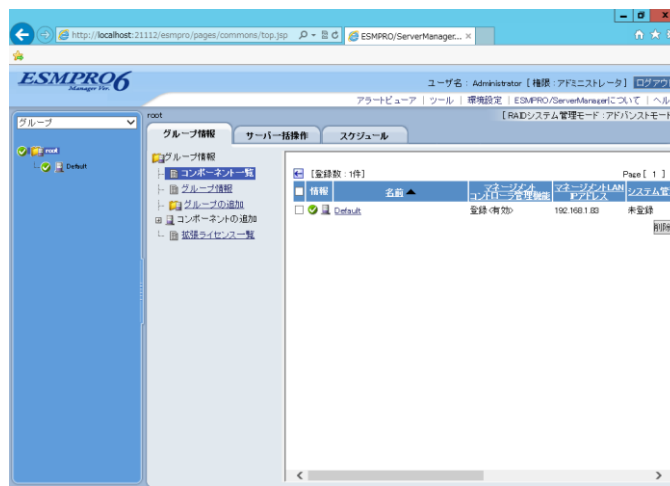 http://localhost:21112/esmpro/pages/commons/top.jsp
ESMPRO/ServerManager...
ESMPRO6
Manager Ver.
ユーザ名 : Administrator [ 権限 : アドミニストレータ ] ログアウ
アラートビューア | ツール | 環境設定 | ESMPRO/ServerManagerについて | ヘル
グループ
root
[ RAIDシステム管理モード : アドバンストモード
グループ情報 サーバ一括操作 スケジュール
root
Default
グループ情報
コンポーネント一覧
グループ情報
グループの追加
コンポーネントの追加
拡張ライセンス一覧
[登録数 : 1件] Page [ 1 ]
情報 名前▲ マネージメントコントローラ管理機能 マネージメントLAN IPアドレス システム管
Default 登録<有効> 192.168.1.83 未登録
削除